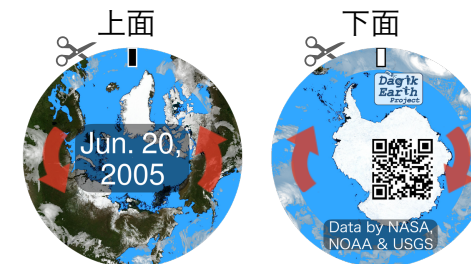 上面
下面
Jun. 20,
2005
Dagik
Earth
Project
Data by NASA,
NOAA & USGS